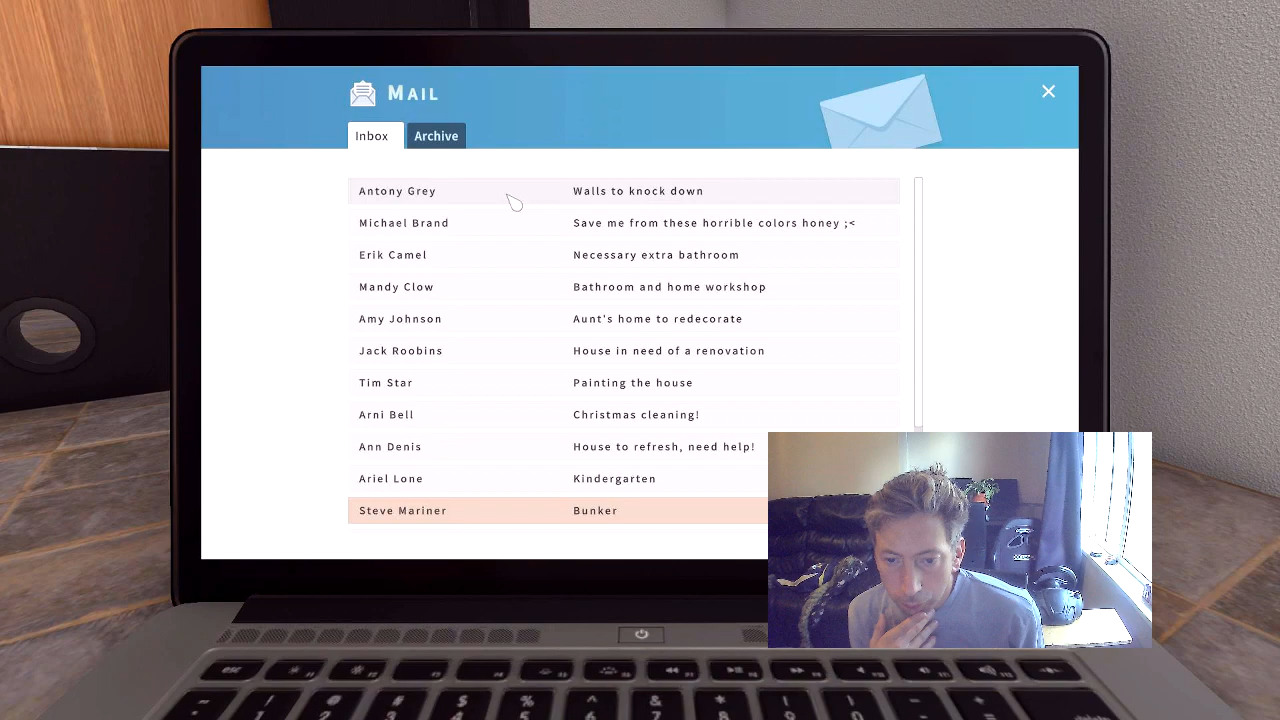 MAIL
Inbox Archive
Antony Grey Walls to knock down
Michael Brand Save me from these horrible colors honey ;<
Erik Camel Necessary extra bathroom
Mandy Clow Bathroom and home workshop
Amy Johnson Aunt's home to redecorate
Jack Roobins House in need of a renovation
Tim Star Painting the house
Arni Bell Christmas cleaning!
Ann Denis House to refresh, need help!
Ariel Lone Kindergarten
Steve Mariner Bunker
esc